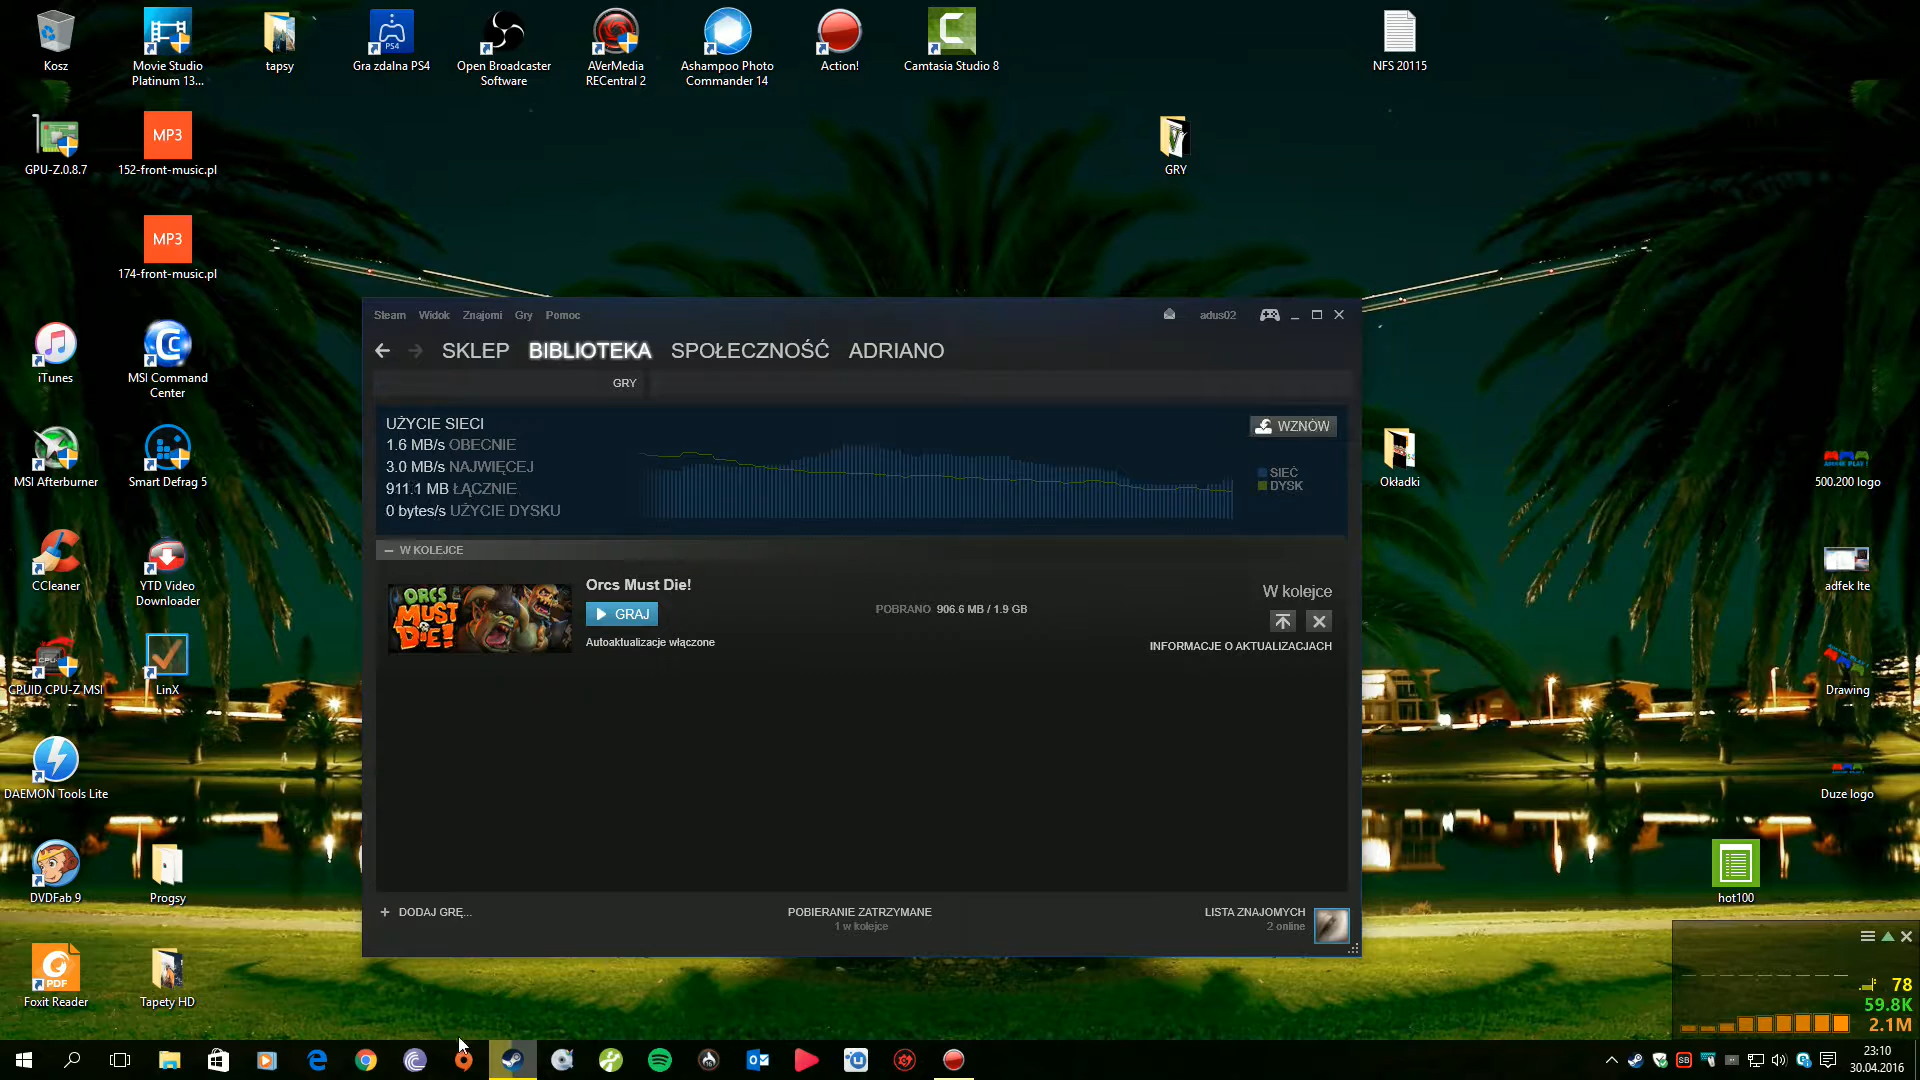 Kosz
Movie Studio
Platinum 13...
tapsy
Gra zdalna PS4
Open Broadcaster
Software
AVerMedia
RECentral 2
Ashampoo Photo
Commander 14
Action!
Camtasia Studio 8
NFS 20115
GPU-Z.0.8.7
MP3
152-front-music.pl
GRY
MP3
174-front-music.pl
iTunes
MSI Command
Center
MSI Afterburner
Smart Defrag 5
CCleaner
YTD Video
Downloader
CPUID CPU-Z MSI
LinX
DAEMON Tools Lite
DVDFab 9
Progsy
PDF
Foxit Reader
Tapety HD
Steam Widok Znajomi Gry Pomoc
adus02
SKLEP BIBLIOTEKA SPOŁECZNOŚĆ ADRIANO
GRY
UŻYCIE SIECI
1.6 MB/s OBECNIE
3.0 MB/s NAJWIĘCEJ
911.1 MB ŁĄCZNIE
0 bytes/s UŻYCIE DYSKU
WZNÓW
SIEĆ
DYSK
W KOLEJCE
ORCS
MUST
DIE!
Orcs Must Die!
GRAJ
Autoaktualizacje włączone
POBRANO 906.6 MB / 1.9 GB
W kolejce
INFORMACJE O AKTUALIZACJACH
DODAJ GRĘ...
POBIERANIE ZATRZYMANE
1 w kolejce
LISTA ZNAJOMYCH
2 online
Okładki
500.200 logo
adfek lte
Drawing
Duze logo
hot100
78
59.8K
2.1M
23:10
30.04.2016